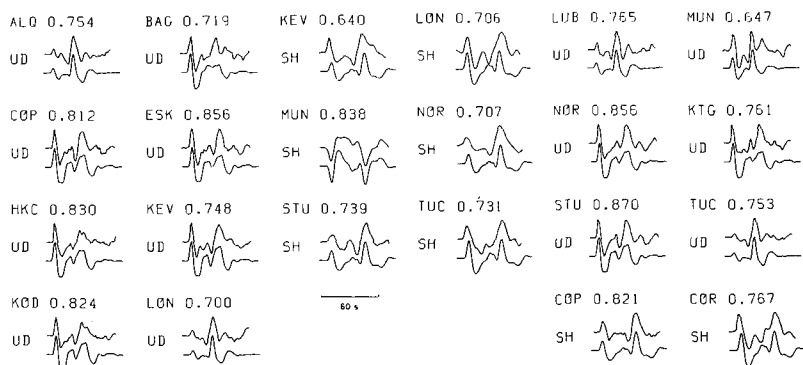 ALQ 0.754 BAG 0.719 KEV 0.640 LØN 0.706 LUB 0.765 MUN 0.647
UD UD SH SH UD UD
CØP 0.812 ESK 0.856 MUN 0.838 NØR 0.707 NØR 0.856 KTG 0.761
UD UD SH SH UD UD
HKC 0.830 KEV 0.748 STU 0.739 TUC 0.731 STU 0.870 TUC 0.753
UD UD SH SH UD UD
60 s
KØD 0.824 LØN 0.700 CØP 0.821 CØR 0.767
UD UD SH SH